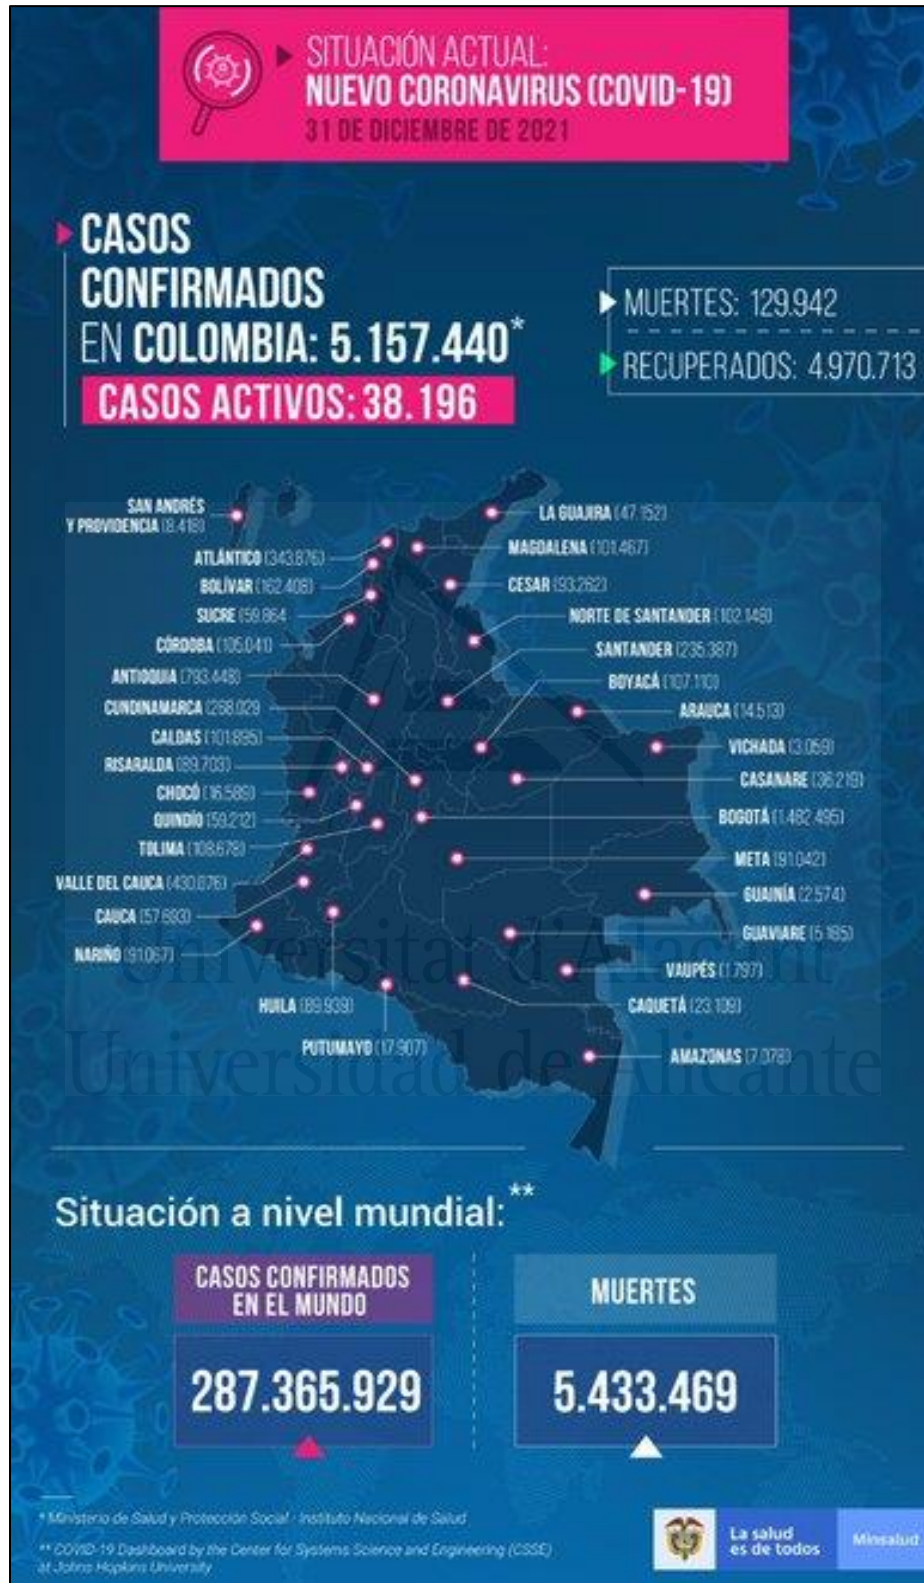 SITUACIÓN ACTUAL:
NUEVO CORONAVIRUS (COVID-19)
31 DE DICIEMBRE DE 2021
CASOS
CONFIRMADOS
EN COLOMBIA: 5.157.440*
CASOS ACTIVOS: 38.196
MUERTES: 129.942
RECUPERADOS: 4.970.713
SAN ANDRÉS
Y PROVIDENCIA (8.418)
ATLÁNTICO (343.876)
BOLÍVAR (162.408)
SUCRE (59.864
CÓRDOBA (105.041)
ANTIOQUIA (793.448)
CUNDINAMARCA (268.029
CALDAS (101.895)
RISARALDA (89.703)
CHOCÓ (16.589)
QUINDÍO (59.212)
TOLIMA (108.678)
VALLE DEL CAUCA (430.076)
CAUCA (57.693)
NARIÑO (91.067)
HUILA (89.939)
PUTUMAYO (17.907)
LA GUAJIRA (47.152)
MAGDALENA (101.467)
CESAR (93.262)
NORTE DE SANTANDER (102.148)
SANTANDER (235.387)
BOYACÁ (107.110)
ARAUCA (14.513)
VICHADA (3.059)
CASANARE (36.219)
BOGOTÁ (1.482.495)
META (91.042)
GUAINÍA (2.574)
GUAVIARE (5.185)
VAUPÉS (1.797)
CAQUETÁ (23.109)
AMAZONAS (7.078)
Universitat d'Alacant
Universidad de Alicante
Situación a nivel mundial:**
CASOS CONFIRMADOS
EN EL MUNDO
287.365.929
MUERTES
5.433.469
* Ministerio de Salud y Protección Social - Instituto Nacional de Salud
** COVID-19 Dashboard by the Center for Systems Science and Engineering (CSSE)
at Johns Hopkins University
La salud
es de todos
Minsalud